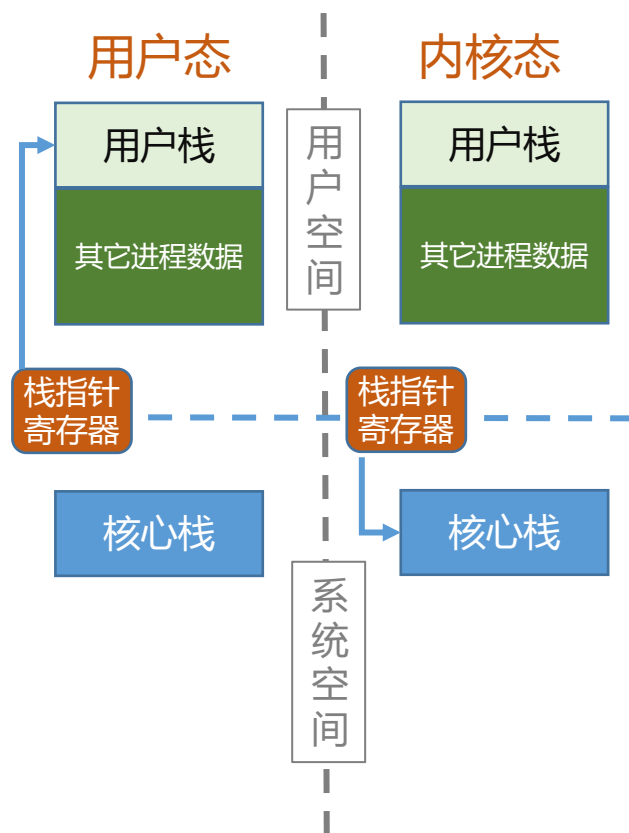 用户态
内核态
用户栈
用户栈
用
户
空
间
其它进程数据
其它进程数据
栈指针
寄存器
栈指针
寄存器
核心栈
核心栈
系
统
空
间